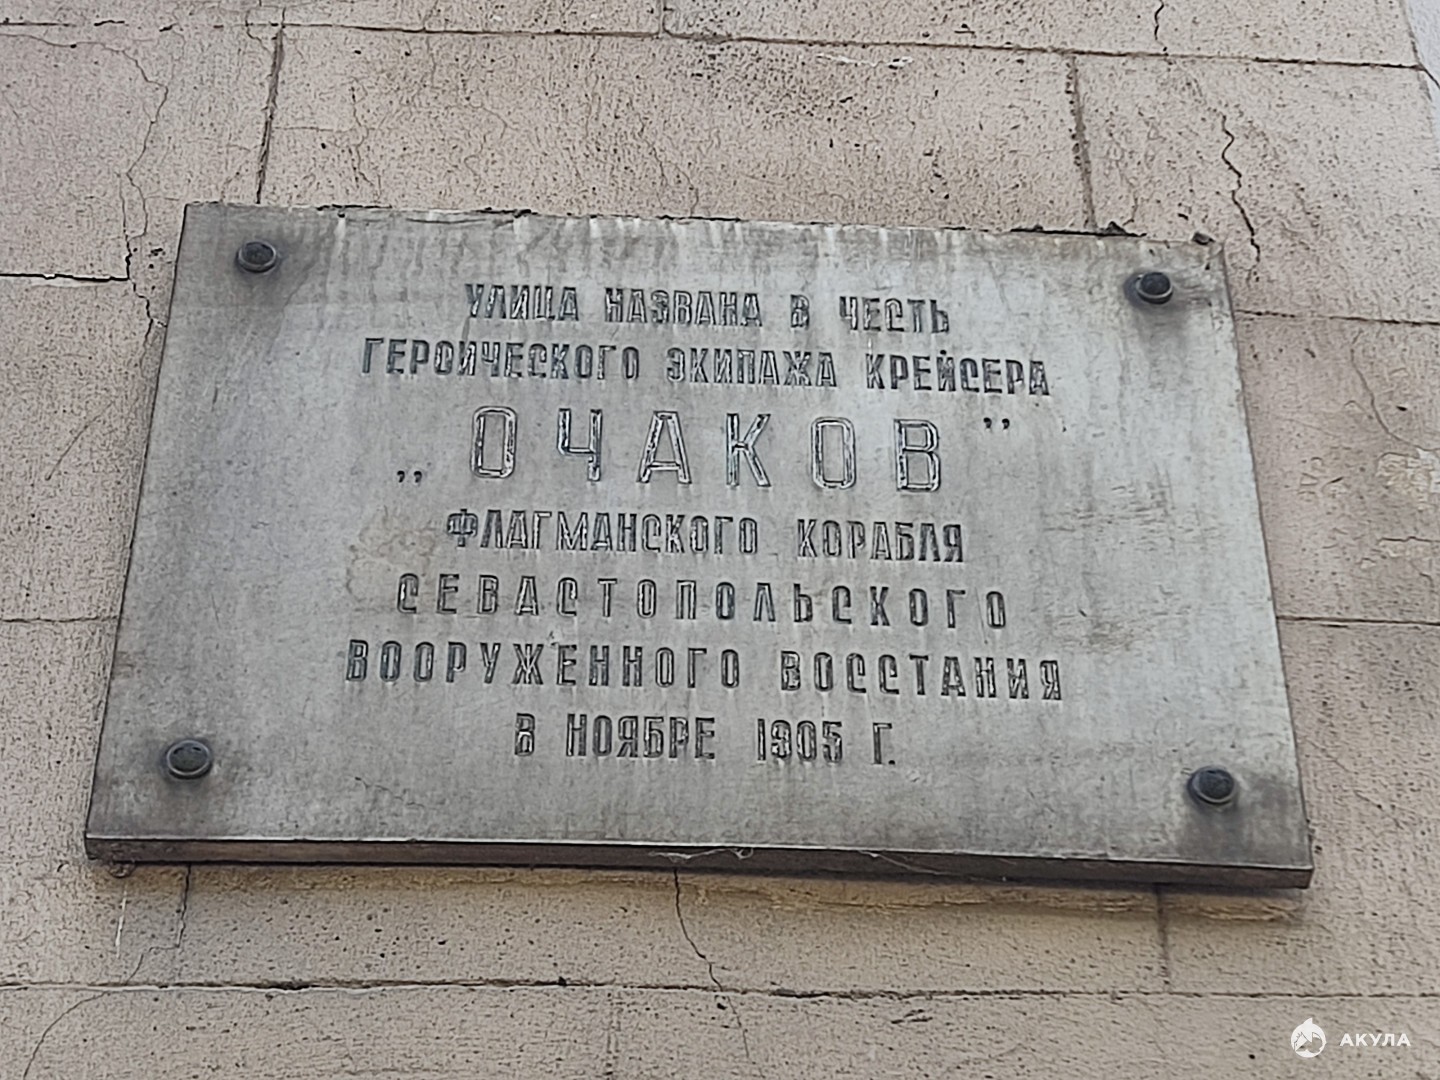 УЛИЦА НАЗВАНА В ЧЕСТЬ
ГЕРОИЧЕСКОГО ЭКИПАЖА КРЕЙСЕРА
„ОЧАКОВ”
ФЛАГМАНСКОГО КОРАБЛЯ
СЕВАСТОПОЛЬСКОГО
ВООРУЖЕННОГО ВОССТАНИЯ
В НОЯБРЕ 1905 Г.
АКУЛА